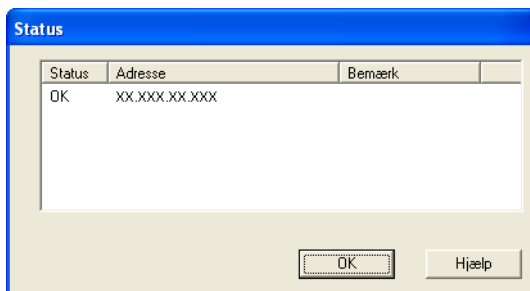 Status
Status Adresse Bemærk
OK XX.XXX.XX.XXX
OK Hjælp